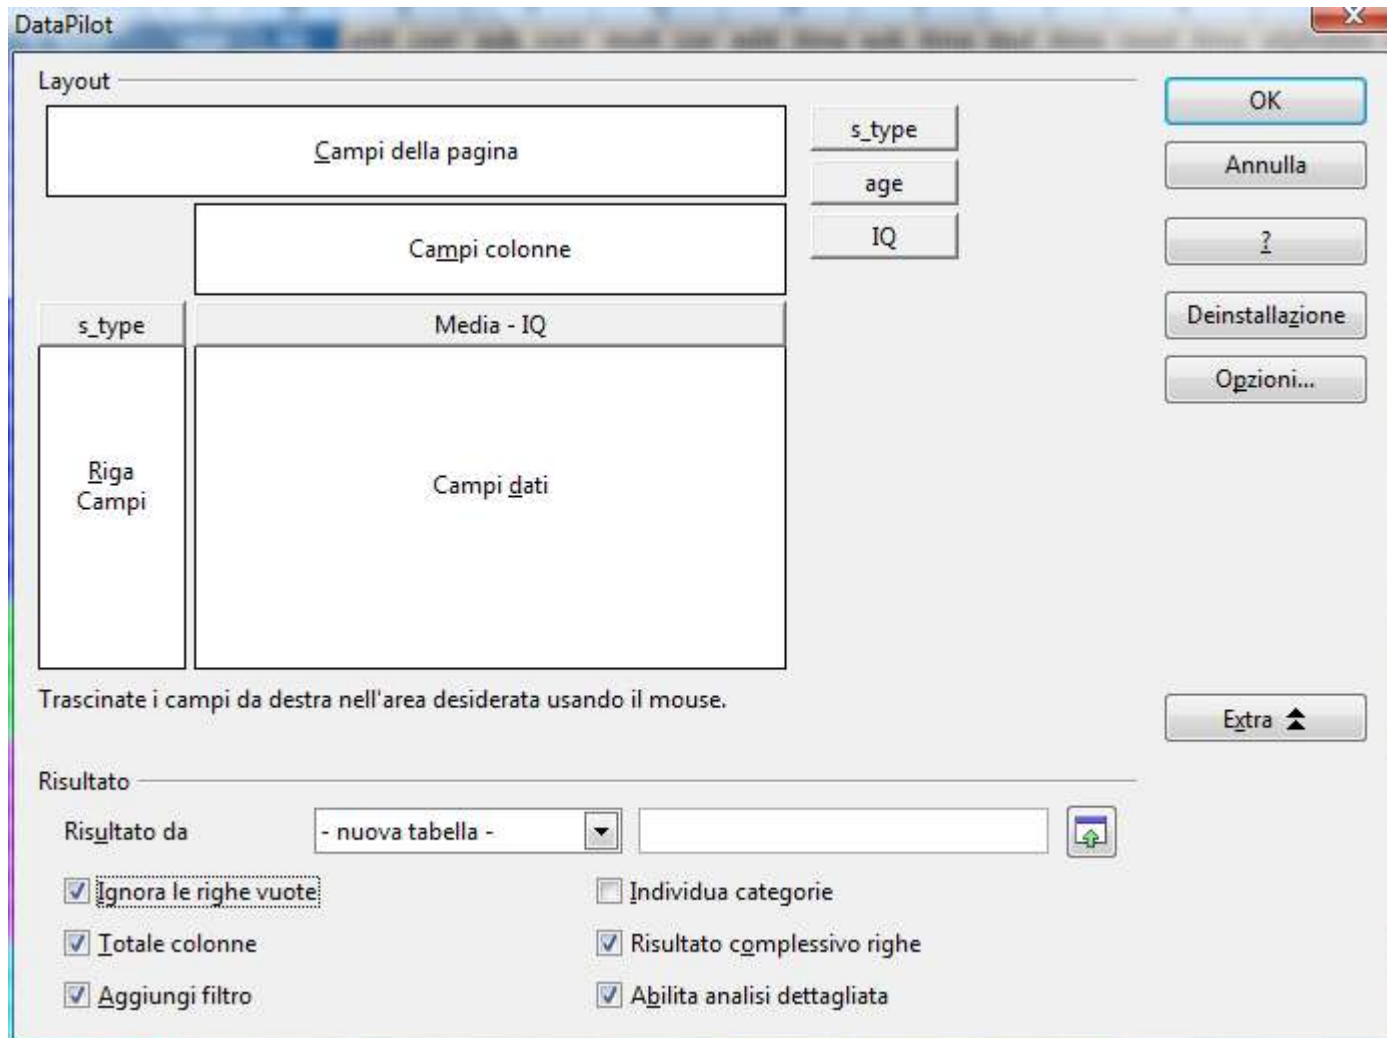 DataPilot
Layout
Campi della pagina
s_type
age
IQ
Campi colonne
s_type
Media - IQ
Riga
Campi
Campi dati
Trascinate i campi da destra nell'area desiderata usando il mouse.
OK
Annulla
?
Deinstallazione
Opzioni...
Extra
Risultato
Risultato da
- nuova tabella -
Ignora le righe vuote
Individua categorie
Totale colonne
Risultato complessivo righe
Aggiungi filtro
Abilita analisi dettagliata